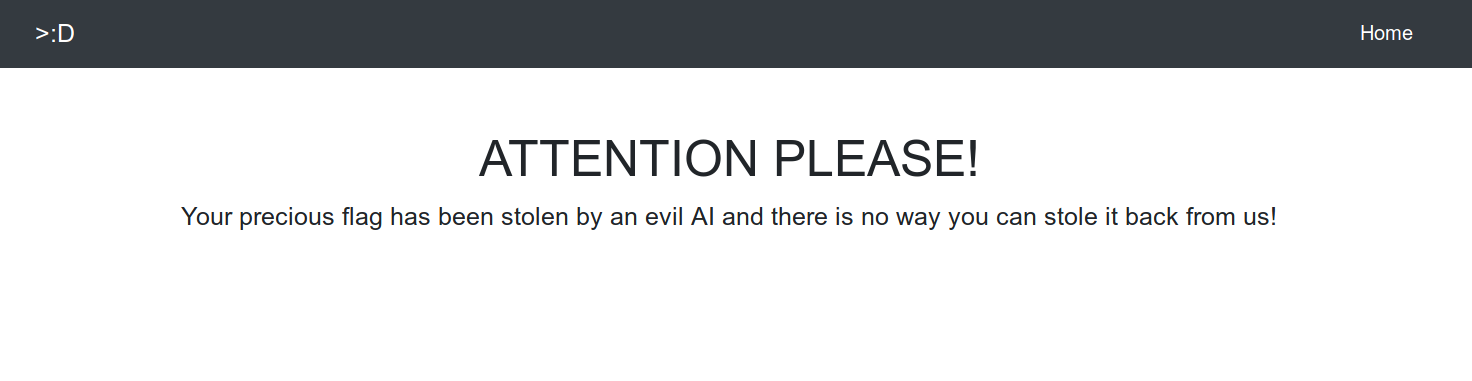 >:D
Home
ATTENTION PLEASE!
Your precious flag has been stolen by an evil AI and there is no way you can stole it back from us!